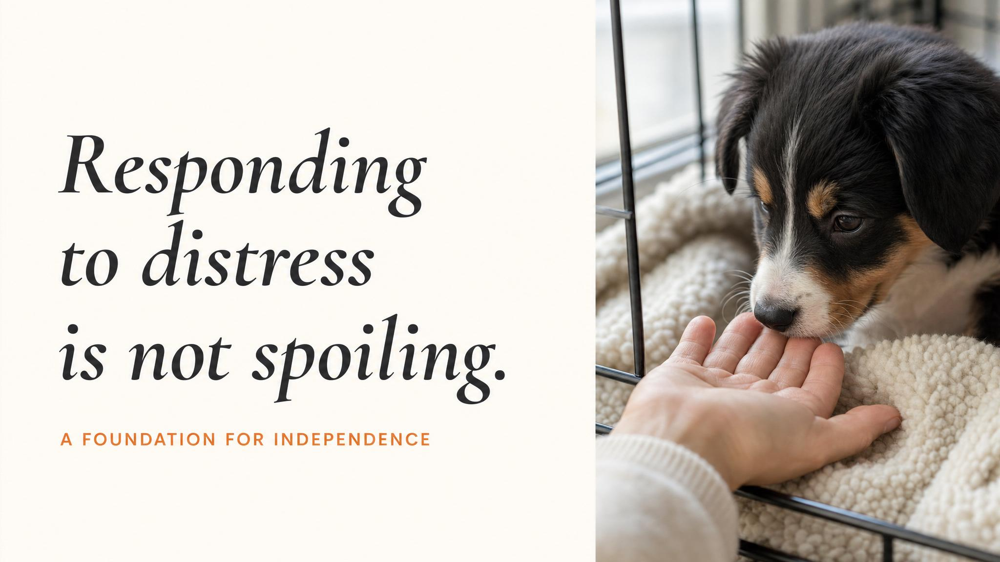 Responding
to distress
is not spoiling.
A FOUNDATION FOR INDEPENDENCE